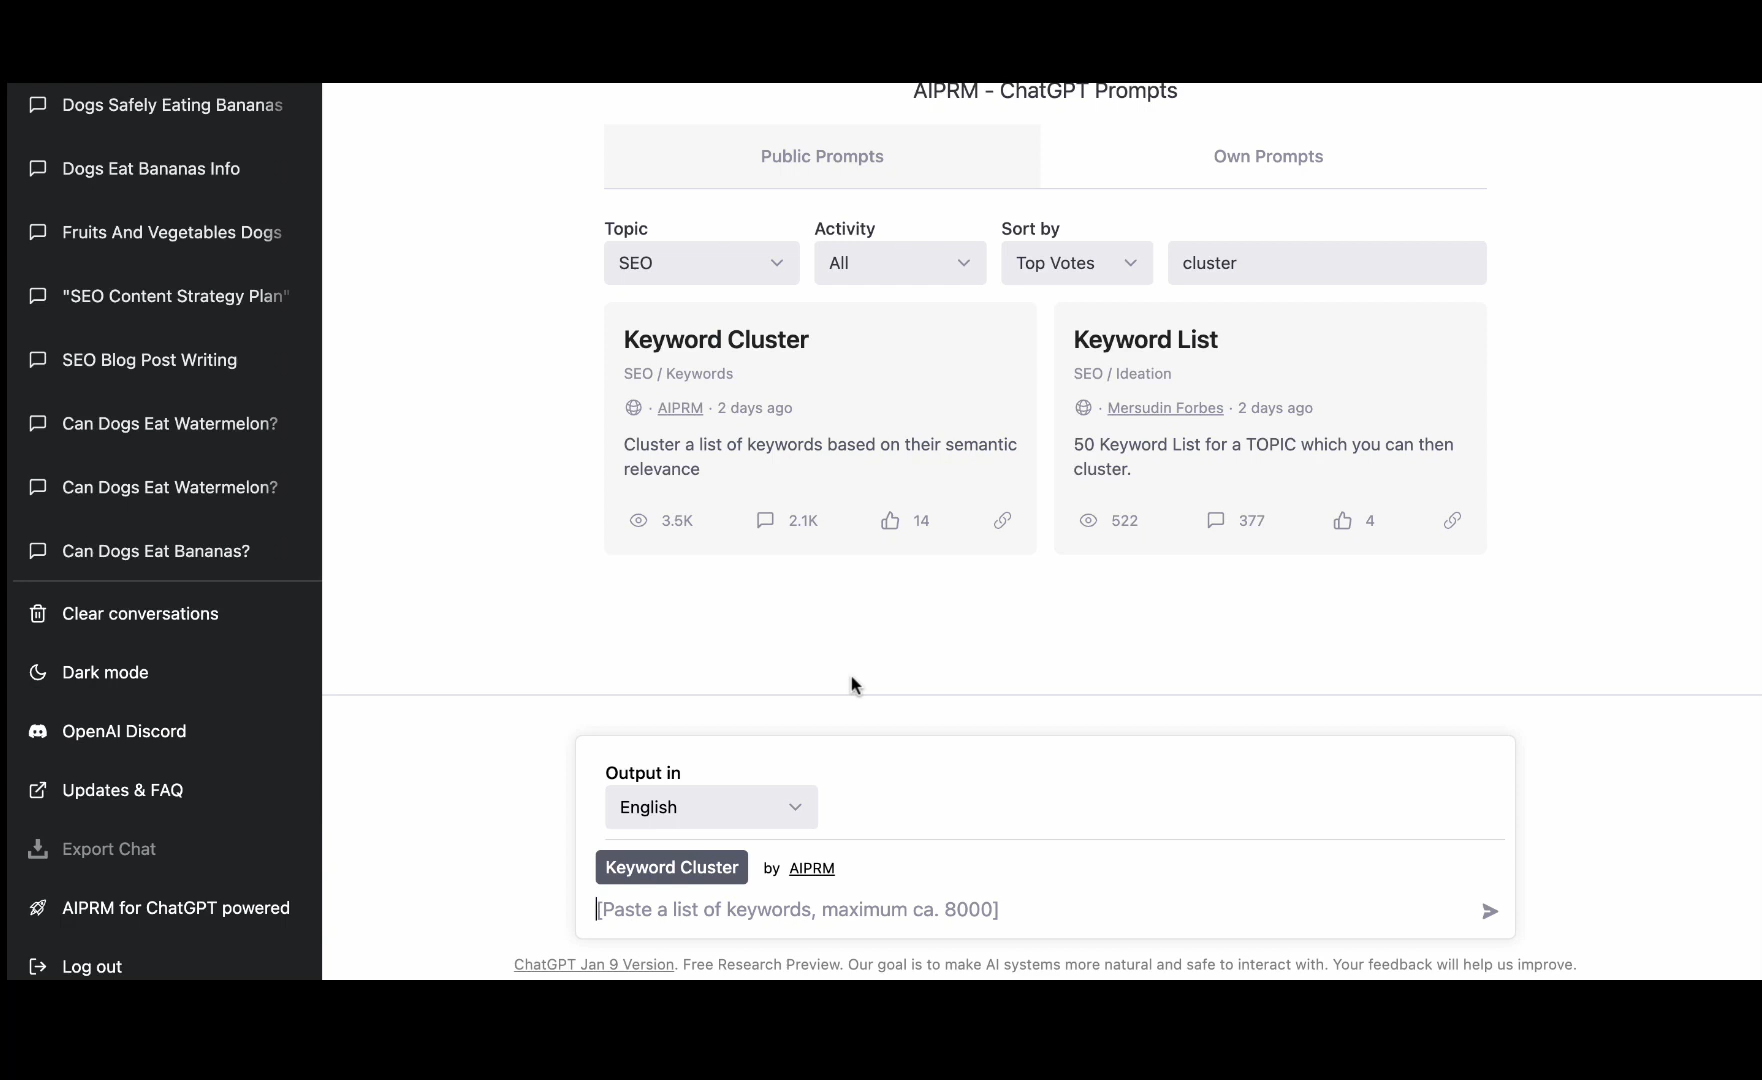 Dogs Safely Eating Bananas
Dogs Eat Bananas Info
Fruits And Vegetables Dogs
"SEO Content Strategy Plan"
SEO Blog Post Writing
Can Dogs Eat Watermelon?
Can Dogs Eat Watermelon?
Can Dogs Eat Bananas?
Clear conversations
Dark mode
OpenAI Discord
Updates & FAQ
Export Chat
AIPRM for ChatGPT powered
Log out
AIPRM - ChatGPT Prompts
Public Prompts
Own Prompts
Topic
Activity
Sort by
SEO
All
Top Votes
cluster
Keyword Cluster
SEO / Keywords
· AIPRM · 2 days ago
Cluster a list of keywords based on their semantic
relevance
3.5K 2.1K 14
Keyword List
SEO / Ideation
· Mersudin Forbes · 2 days ago
50 Keyword List for a TOPIC which you can then
cluster.
522 377 4
Output in
English
Keyword Cluster by AIPRM
[Paste a list of keywords, maximum ca. 8000]
ChatGPT Jan 9 Version. Free Research Preview. Our goal is to make AI systems more natural and safe to interact with. Your feedback will help us improve.